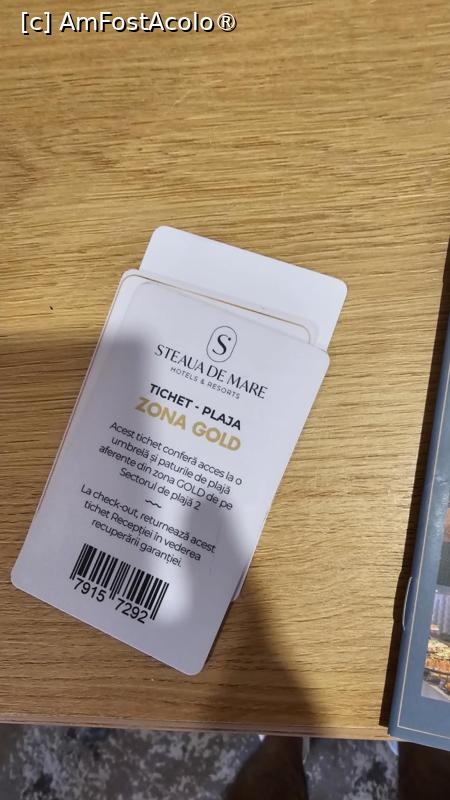 [c] AmFostAcolo®
S
STEAUA DE MARE
HOTELS & RESORTS
TICHET - PLAJA
ZONA GOLD
Acest tichet conferă acces la o
umbrelă și paturile de plajă
aferente din zona GOLD de pe
Sectorul de plajă 2
La check-out, returnează acest
tichet Recepției în vederea
recuperării garanției.
7915 7292